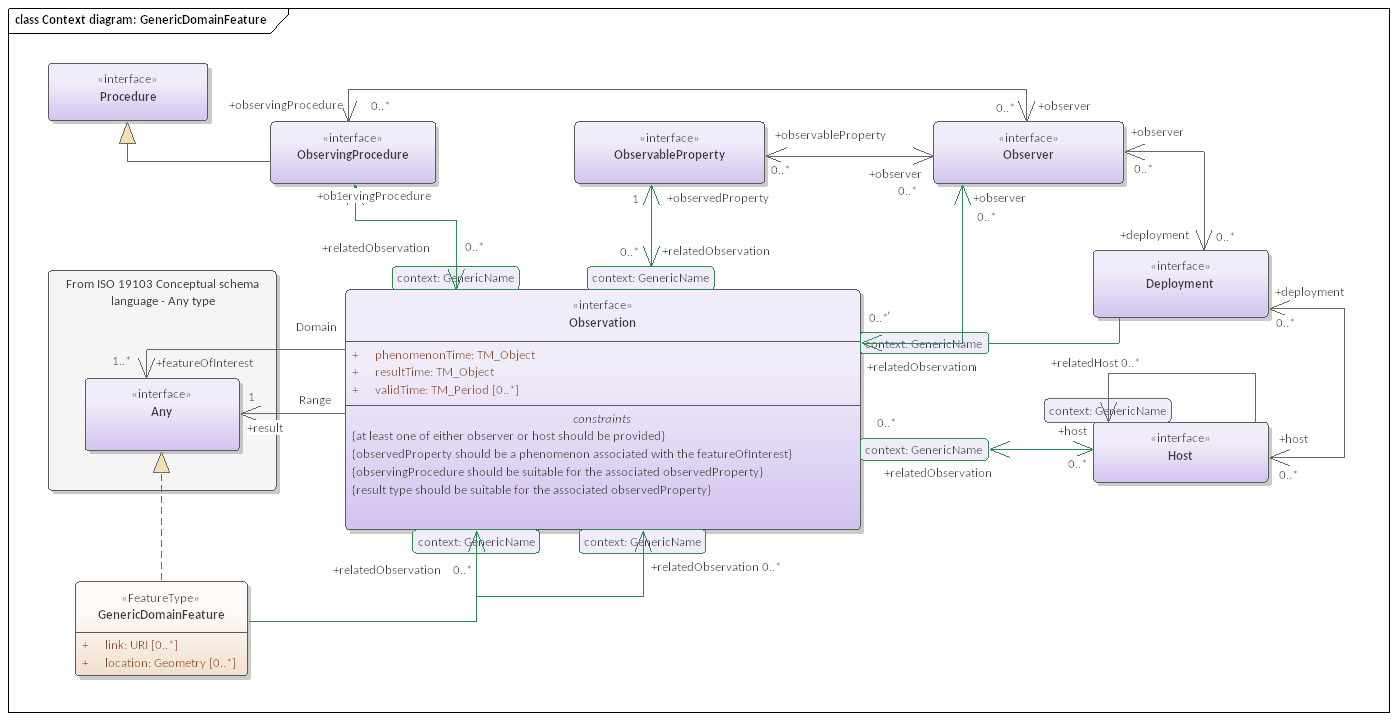 class Context diagram: GenericDomainFeature
«interface»
Procedure
+observingProcedure
0..*
0..*
+observer
«interface»
ObservingProcedure
«interface»
ObservableProperty
+observableProperty
0..*
+observer
0..*
«interface»
Observer
+observer
0..*
+ob1ervingProcedure
1
+observedProperty
+observer
0..*
+relatedObservation
0..*
0..*
+relatedObservation
+deployment
0..*
context: GenericName
context: GenericName
«interface»
Deployment
+deployment
0..*
From ISO 19103 Conceptual schema
language - Any type
Domain
1..*
+featureOfInterest
«interface»
Any
Range
1
+result
«interface»
Observation
+ phenomenonTime: TM_Object
+ resultTime: TM_Object
+ validTime: TM_Period [0..*]
constraints
{at least one of either observer or host should be provided}
{observedProperty should be a phenomenon associated with the featureOfInterest}
{observingProcedure should be suitable for the associated observedProperty}
{result type should be suitable for the associated observedProperty}
0..*
context: GenericName
+relatedObservation
+relatedHost 0..*
context: GenericName
0..*
context: GenericName
+relatedObservation
+host
0..*
«interface»
Host
+host
0..*
context: GenericName
context: GenericName
+relatedObservation
0..*
+relatedObservation 0..*
«FeatureType»
GenericDomainFeature
+ link: URI [0..*]
+ location: Geometry [0..*]